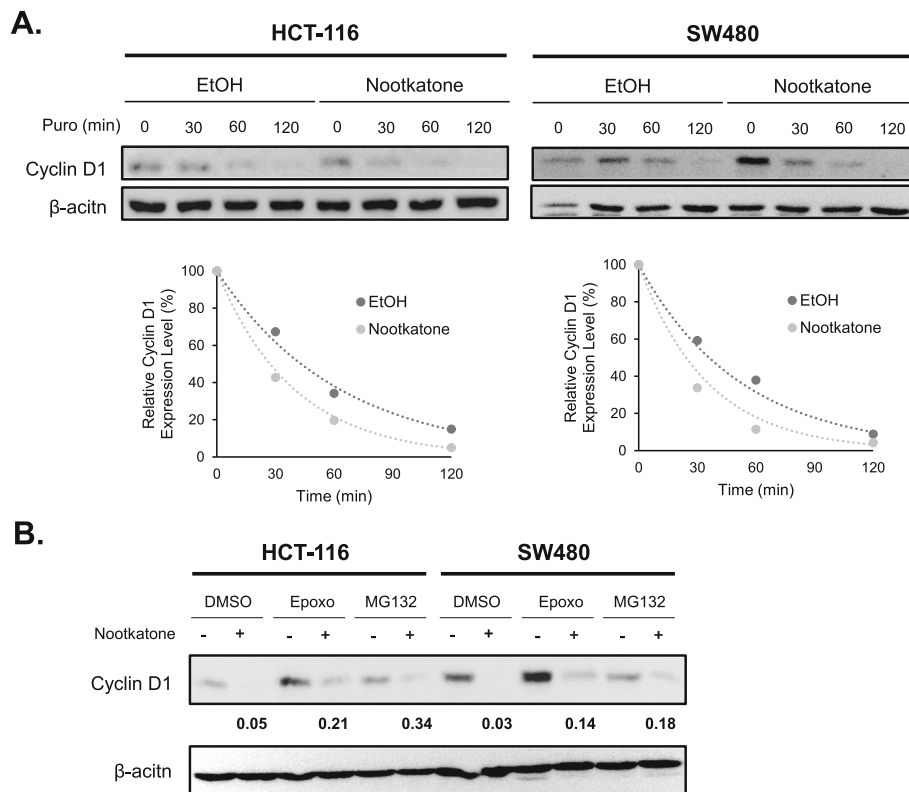 A.
HCT-116 SW480
EtOH Nootkatone EtOH Nootkatone
Puro (min) 0 30 60 120 0 30 60 120 0 30 60 120 0 30 60 120
Cyclin D1 Cyclin D1
β-acitn β-acitn
Relative Cyclin D1
Expression Level (%)
100
80
60
40
20
0
EtOH
Nootkatone
0 30 60 90 120
Time (min)
Relative Cyclin D1
Expression Level (%)
100
80
60
40
20
0
EtOH
Nootkatone
0 30 60 90 120
Time (min)
B.
HCT-116 SW480
DMSO Epoxo MG132 DMSO Epoxo MG132
Nootkatone - + - + - + - + - + - +
Cyclin D1
0.05 0.21 0.34 0.03 0.14 0.18
β-acitn